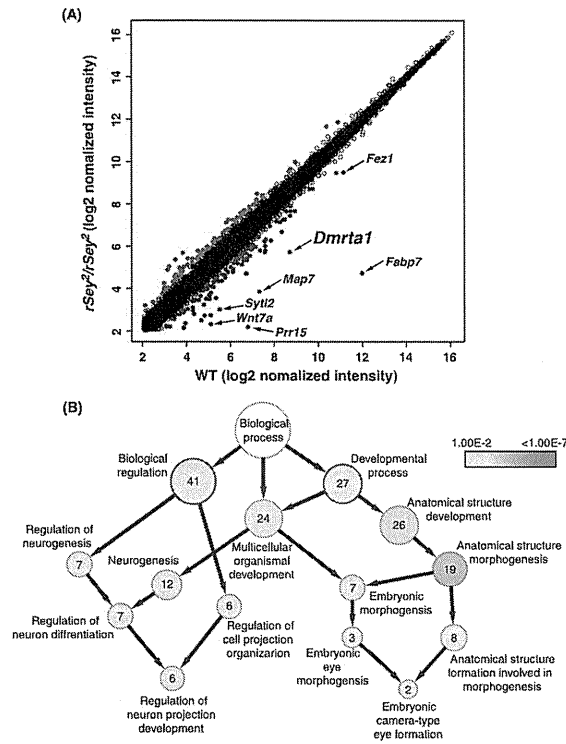 (A)
rSey²/rSey² (log2 nomalized intensity)
16
14
12
10
8
6
4
2
Fez1
Dmrta1
Fabp7
Map7
Sytl2
Wnt7a
Prr15
2 4 6 8 10 12 14 16
WT (log2 nomalized intensity)
(B)
Biological
process
1.00E-2 <1.00E-7
Biological
regulation
Developmental
process
41
27
24
Anatomical structure
development
26
Regulation of
neurogenesis
Neurogenesis
Multicellular
organismal
development
Anatomical structure
morphogenesis
7
12
19
7
Embryonic
morphogensis
Regulation of
neuron diffrentiation
7
6
Regulation of
cell projection
organizarion
3
8
Embryonic
eye
morphogensis
Anatomical structure
formation involved in
morphogenesis
6
2
Regulation of
neuron projection
development
Embryonic
camera-type
eye formation